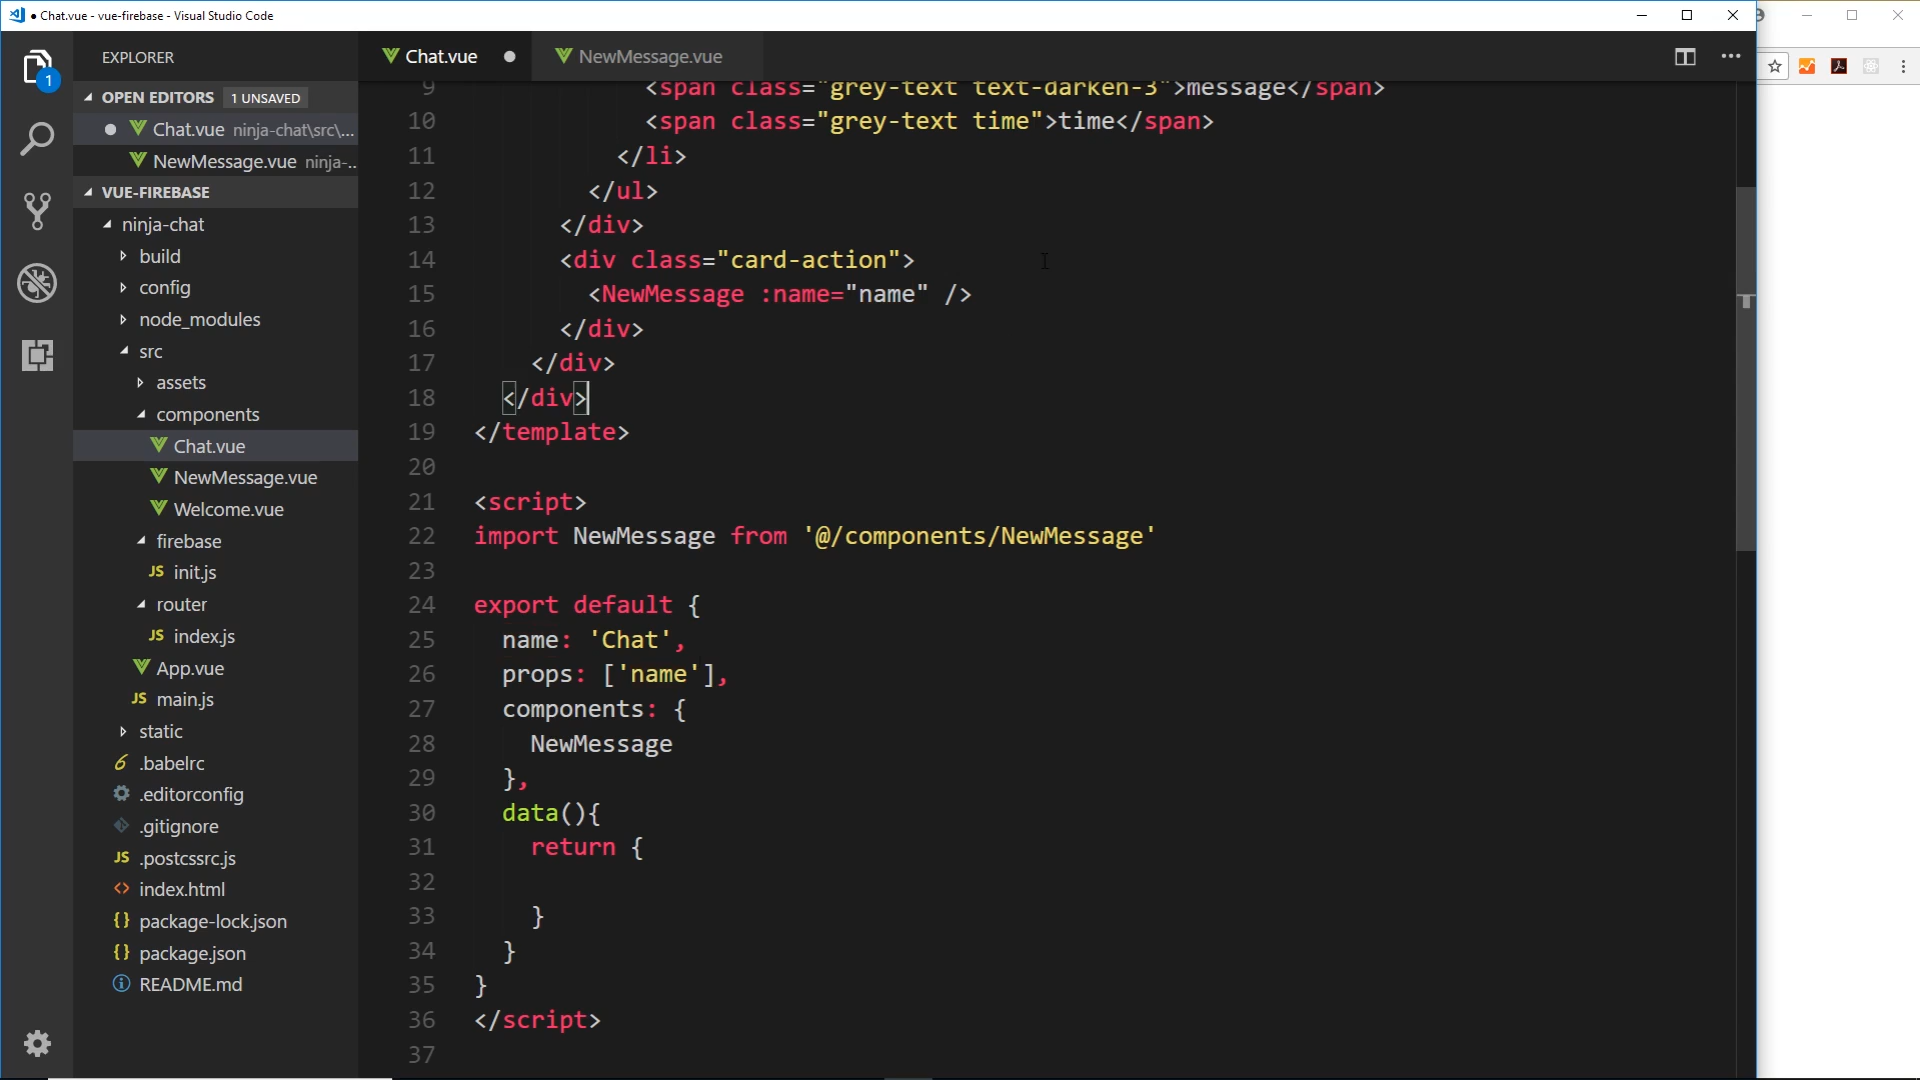 Chat.vue - vue-firebase - Visual Studio Code
EXPLORER
OPEN EDITORS 1 UNSAVED
Chat.vue ninja-chat\src\...
NewMessage.vue ninja-...
VUE-FIREBASE
ninja-chat
build
config
node_modules
src
assets
components
Chat.vue
NewMessage.vue
Welcome.vue
firebase
JS init.js
router
JS index.js
App.vue
JS main.js
static
.babelrc
.editorconfig
.gitignore
JS .postcssrc.js
index.html
package-lock.json
package.json
README.md
1
Chat.vue
NewMessage.vue
9 <span class="grey-text text-darken-3">message</span>
10 <span class="grey-text time">time</span>
11 </li>
12 </ul>
13 </div>
14 <div class="card-action">
15 <NewMessage :name="name" />
16 </div>
17 </div>
18 </div>
19 </template>
20
21 <script>
22 import NewMessage from '@/components/NewMessage'
23
24 export default {
25 name: 'Chat',
26 props: ['name'],
27 components: {
28 NewMessage
29 },
30 data(){
31 return {
32
33 }
34 }
35 }
36 </script>
37